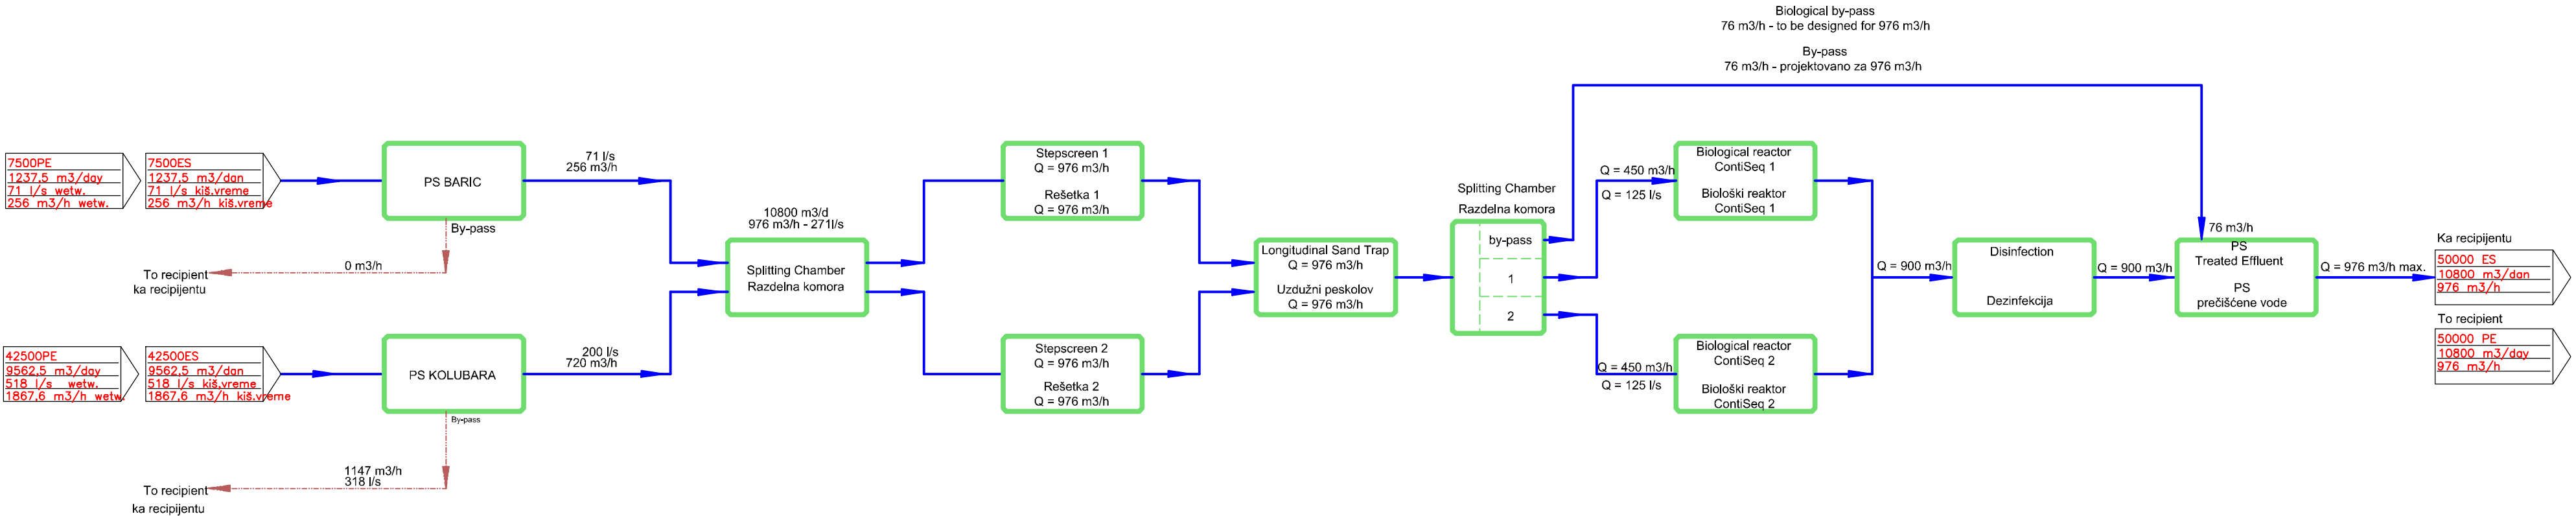 Biological by-pass
76 m3/h - to be designed for 976 m3/h
By-pass
76 m3/h - projektovano za 976 m3/h
7500PE
1237,5 m3/day
71 l/s wetw.
256 m3/h wetw.
7500ES
1237,5 m3/dan
71 l/s kiš.vreme
256 m3/h kiš.vreme
PS BARIC
71 l/s
256 m3/h
By-pass
0 m3/h
To recipient
ka recipijentu
42500PE
9562,5 m3/day
518 l/s wetw.
1867,6 m3/h wetw.
42500ES
9562,5 m3/dan
518 l/s kiš.vreme
1867,6 m3/h kiš.vreme
PS KOLUBARA
200 l/s
720 m3/h
By-pass
1147 m3/h
318 l/s
To recipient
ka recipijentu
10800 m3/d
976 m3/h - 271l/s
Splitting Chamber
Razdelna komora
Stepscreen 1
Q = 976 m3/h
Rešetka 1
Q = 976 m3/h
Stepscreen 2
Q = 976 m3/h
Rešetka 2
Q = 976 m3/h
Longitudinal Sand Trap
Q = 976 m3/h
Uzdužni peskolov
Q = 976 m3/h
Splitting Chamber
Razdelna komora
by-pass
1
2
Q = 450 m3/h
Q = 125 l/s
Biological reactor
ContiSeq 1
Biološki reaktor
ContiSeq 1
Q = 450 m3/h
Q = 125 l/s
Biological reactor
ContiSeq 2
Biološki reaktor
ContiSeq 2
Q = 900 m3/h
Disinfection
Dezinfekcija
Q = 900 m3/h
76 m3/h
PS
Treated Effluent
PS
prečišćene vode
Q = 976 m3/h max.
Ka recipijentu
50000 ES
10800 m3/dan
976 m3/h
To recipient
50000 PE
10800 m3/day
976 m3/h